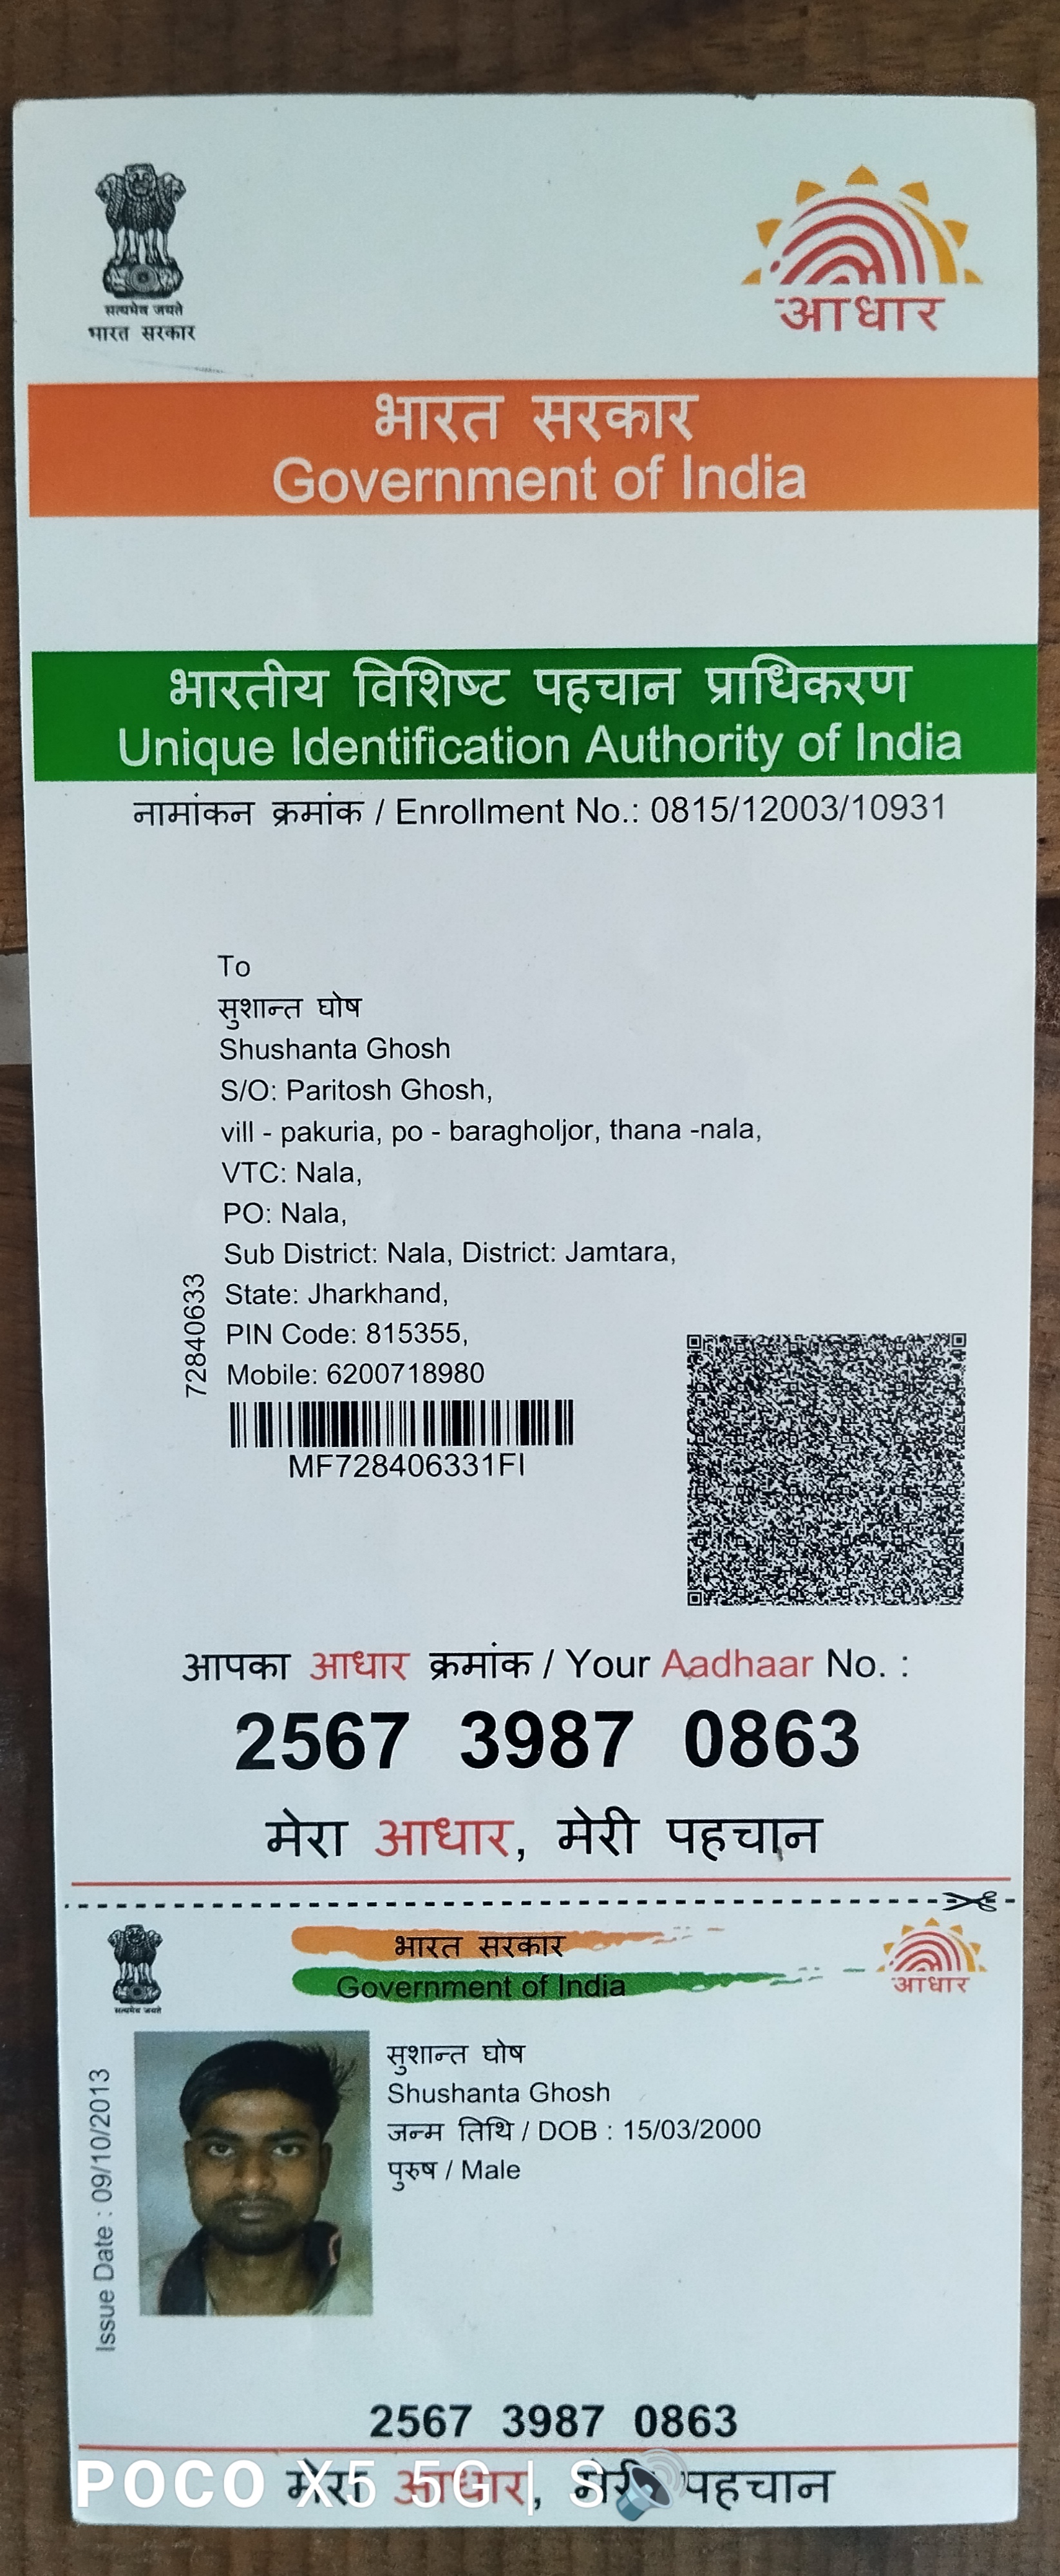 सत्यमेव जयते
भारत सरकार
आधार
भारत सरकार
Government of India
भारतीय विशिष्ट पहचान प्राधिकरण
Unique Identification Authority of India
नामांकन क्रमांक / Enrollment No.: 0815/12003/10931
To
सुशान्त घोष
Shushanta Ghosh
S/O: Paritosh Ghosh,
vill - pakuria, po - baragholjor, thana -nala,
VTC: Nala,
PO: Nala,
Sub District: Nala, District: Jamtara,
State: Jharkhand,
PIN Code: 815355,
Mobile: 6200718980
72840633
MF728406331FI
आपका आधार क्रमांक / Your Aadhaar No. :
2567 3987 0863
मेरा आधार, मेरी पहचान
भारत सरकार
Government of India
सत्यमेव जयते
आधार
सुशान्त घोष
Shushanta Ghosh
जन्म तिथि / DOB : 15/03/2000
पुरुष / Male
Issue Date : 09/10/2013
2567 3987 0863
मेरा आधार, मेरी पहचान
POCO X5 5G | S